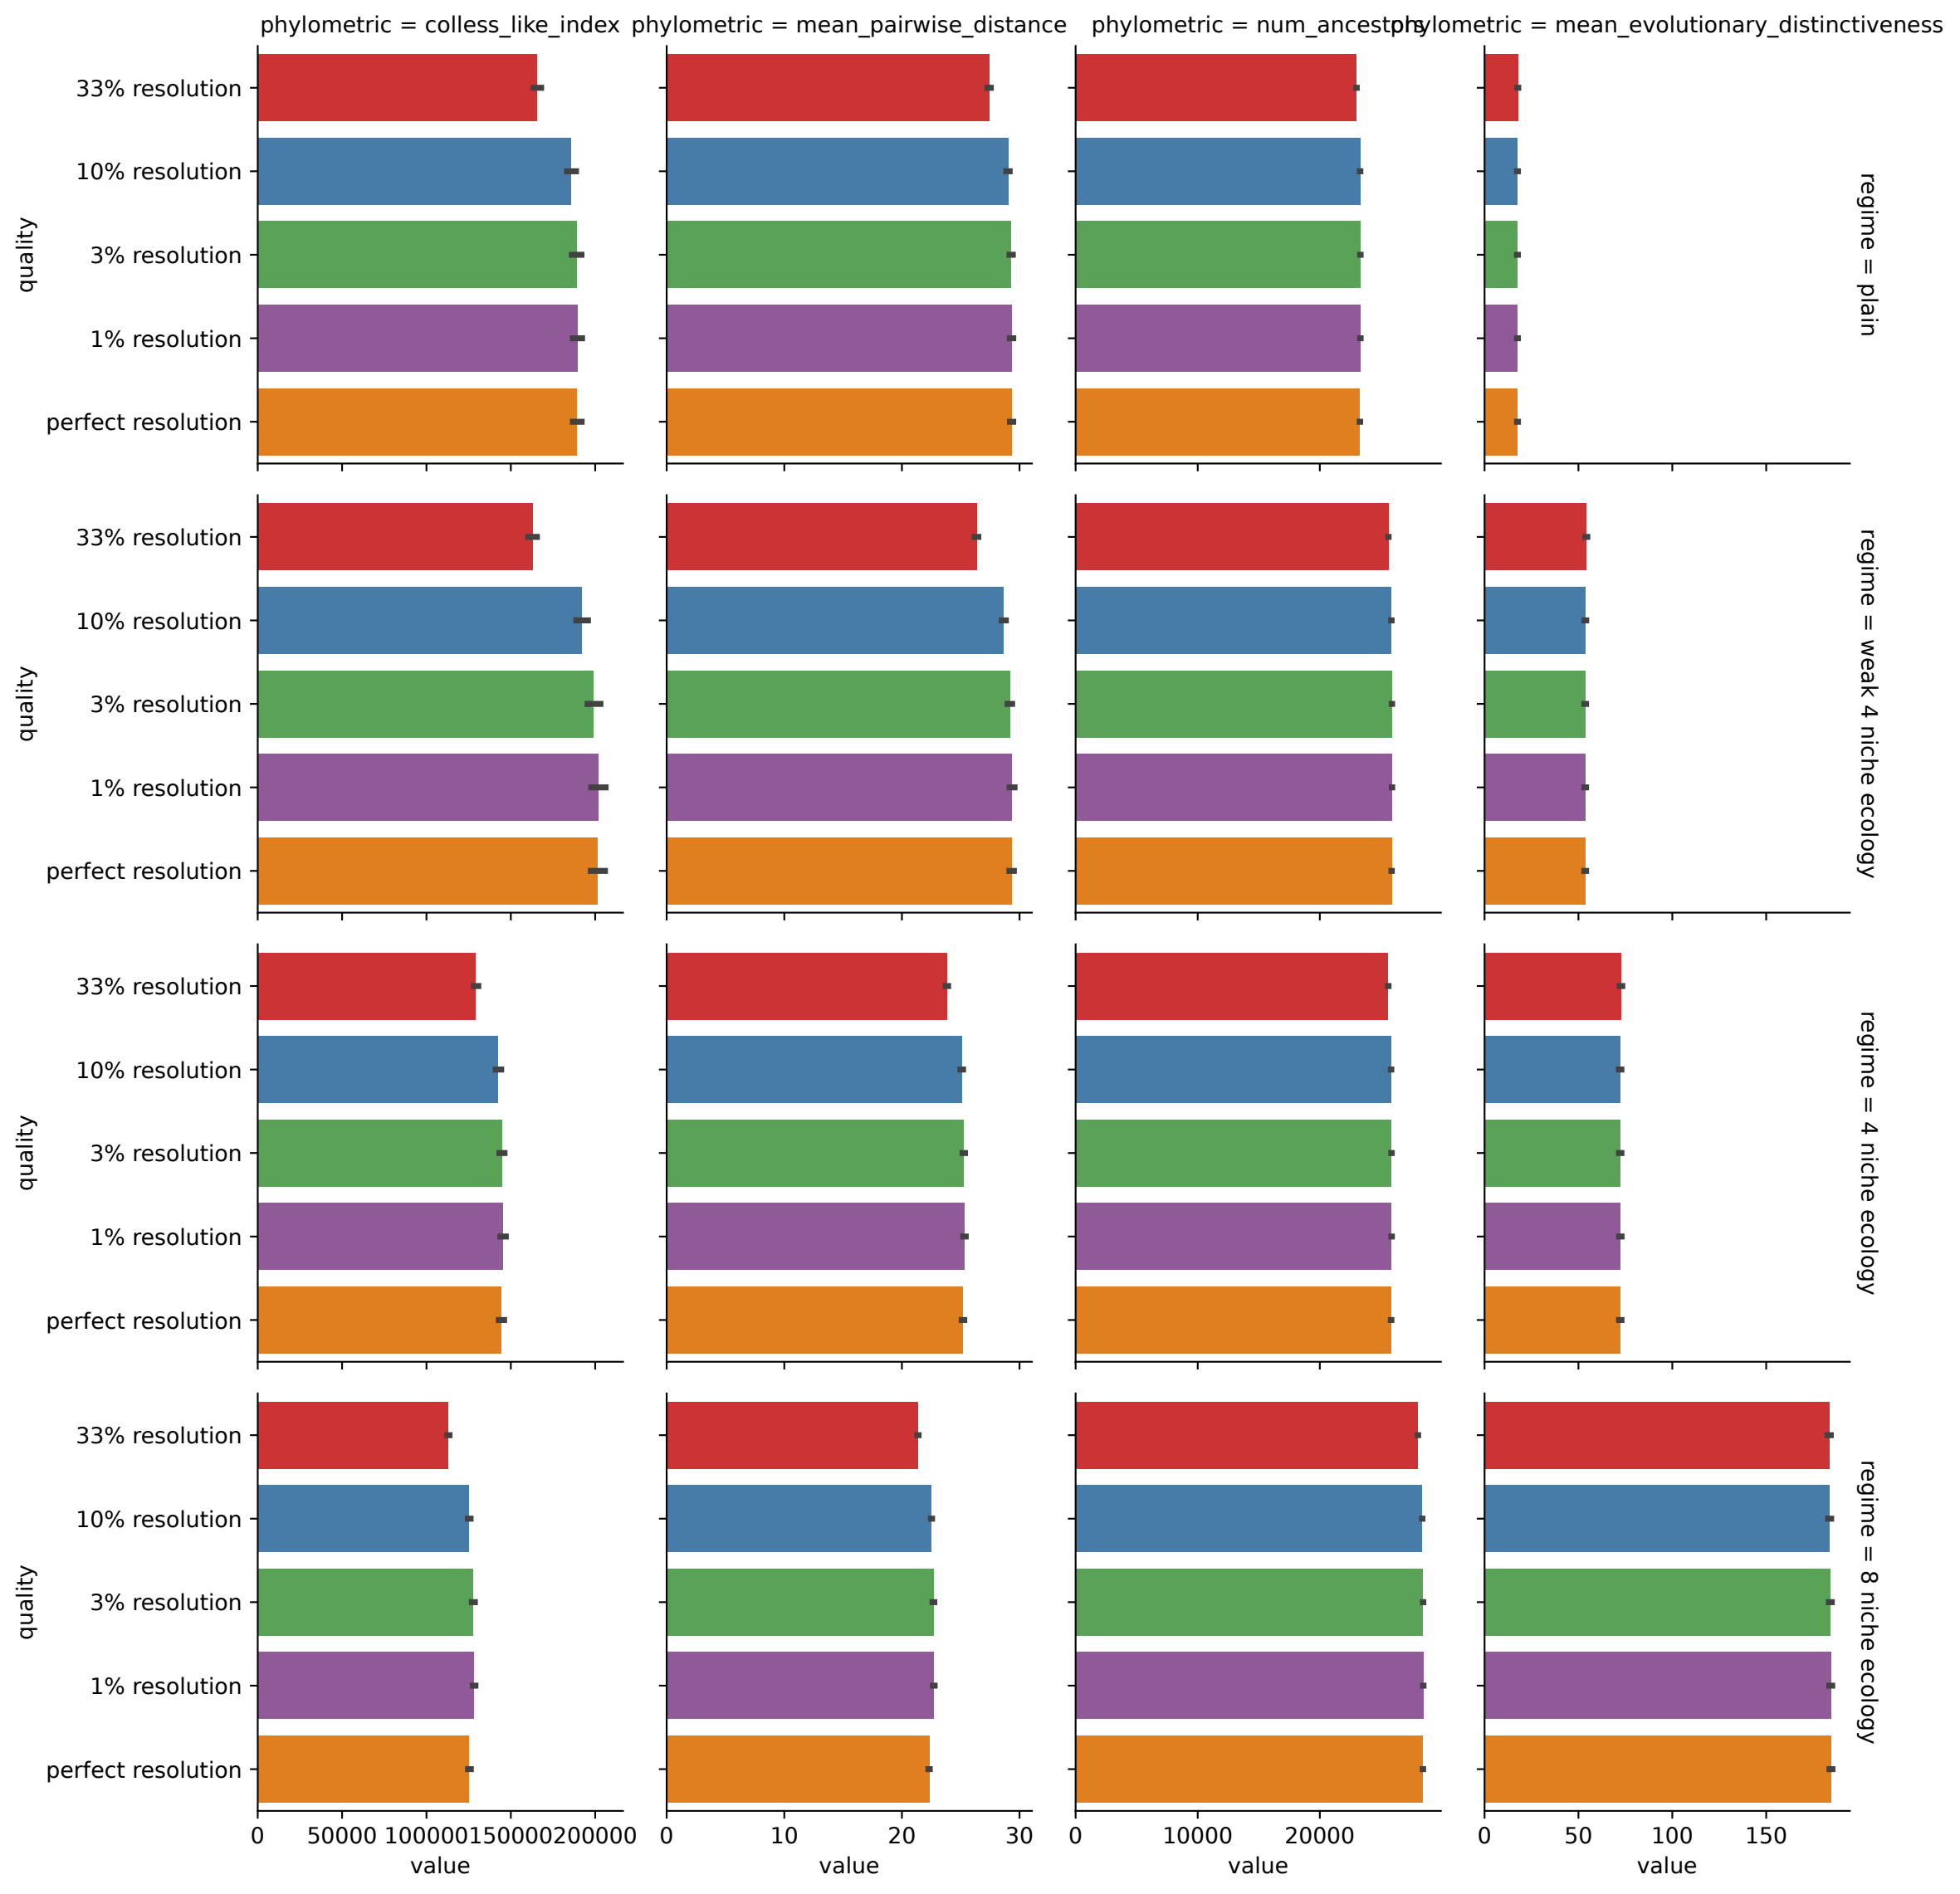 phylometric = colless_like_index
phylometric = mean_pairwise_distance
phylometric = num_ancestors
phylometric = mean_evolutionary_distinctiveness
quality
33% resolution
10% resolution
3% resolution
1% resolution
perfect resolution
regime = plain
quality
33% resolution
10% resolution
3% resolution
1% resolution
perfect resolution
regime = weak 4 niche ecology
quality
33% resolution
10% resolution
3% resolution
1% resolution
perfect resolution
regime = 4 niche ecology
quality
33% resolution
10% resolution
3% resolution
1% resolution
perfect resolution
regime = 8 niche ecology
0 50000 100000 150000 200000
0 10 20 30
0 10000 20000
0 50 100 150
value
value
value
value